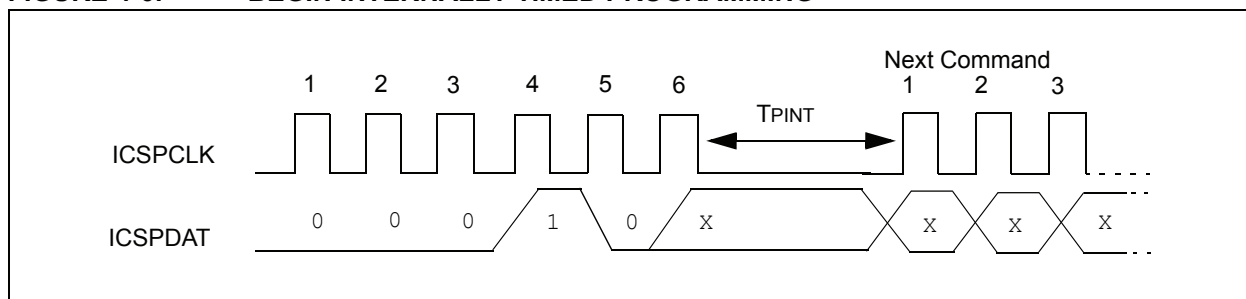 Next Command
1 2 3 4 5 6 1 2 3
TPINT
ICSPCLK
0 0 0 1 0 X X X X
ICSPDAT